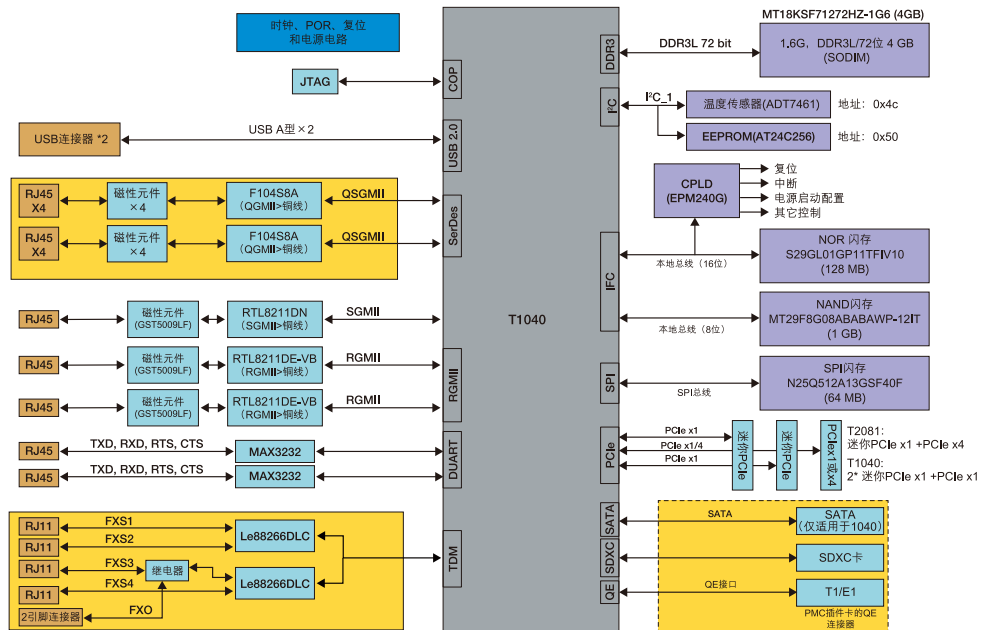 时钟、POR、复位
和电源电路
JTAG
COP
USB连接器 *2
USB A型×2
USB 2.0
RJ45
X4
磁性元件
×4
F104S8A
(QGMII>铜线)
QSGMII
RJ45
X4
磁性元件
×4
F104S8A
(QGMII>铜线)
QSGMII
SerDes
RJ45
磁性元件
(GST5009LF)
RTL8211DN
(SGMII>铜线)
SGMII
RJ45
磁性元件
(GST5009LF)
RTL8211DE-VB
(RGMII>铜线)
RGMII
RJ45
磁性元件
(GST5009LF)
RTL8211DE-VB
(RGMII>铜线)
RGMII
RGMII
RJ45
TXD, RXD, RTS, CTS
MAX3232
RJ45
TXD, RXD, RTS, CTS
MAX3232
DUART
RJ11
FXS1
RJ11
FXS2
Le88266DLC
RJ11
FXS3
继电器
RJ11
FXS4
Le88266DLC
2引脚连接器
FXO
TDM
T1040
MT18KSF71272HZ-1G6 (4GB)
DDR3
DDR3L 72 bit
1.6G，DDR3L/72位 4 GB
(SODIM)
I²C
I²C_1
温度传感器(ADT7461)
地址：0x4c
EEPROM(AT24C256)
地址：0x50
CPLD
(EPM240G)
复位
中断
电源启动配置
其它控制
IFC
本地总线（16位）
NOR 闪存
S29GL01GP11TFIV10
(128 MB)
本地总线（8位）
NAND闪存
MT29F8G08ABABAWP-12IT
(1 GB)
SPI
SPI总线
SPI闪存
N25Q512A13GSF40F
(64 MB)
PCIe
PCIe x1
PCIe x1/4
PCIe x1
迷你PCIe
迷你PCIe
PCIex1或x4
T2081:
迷你PCIe x1 +PCIe x4
T1040:
2* 迷你PCIe x1 +PCIe x1
SATA
SATA
SATA
(仅适用于1040)
SDXC
SDXC卡
QE
QE接口
T1/E1
PMC插件卡的QE
连接器